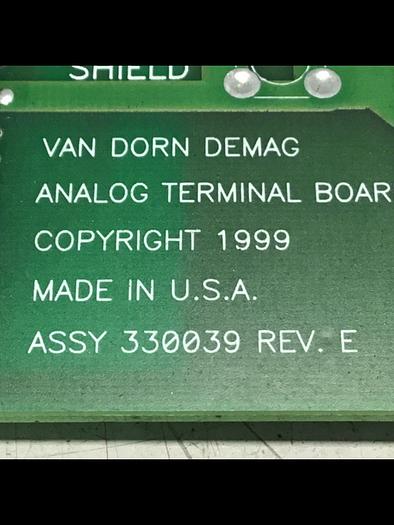 SHIELD
VAN DORN DEMAG
ANALOG TERMINAL BOAR
COPYRIGHT 1999
MADE IN U.S.A.
ASSY 330039 REV. E